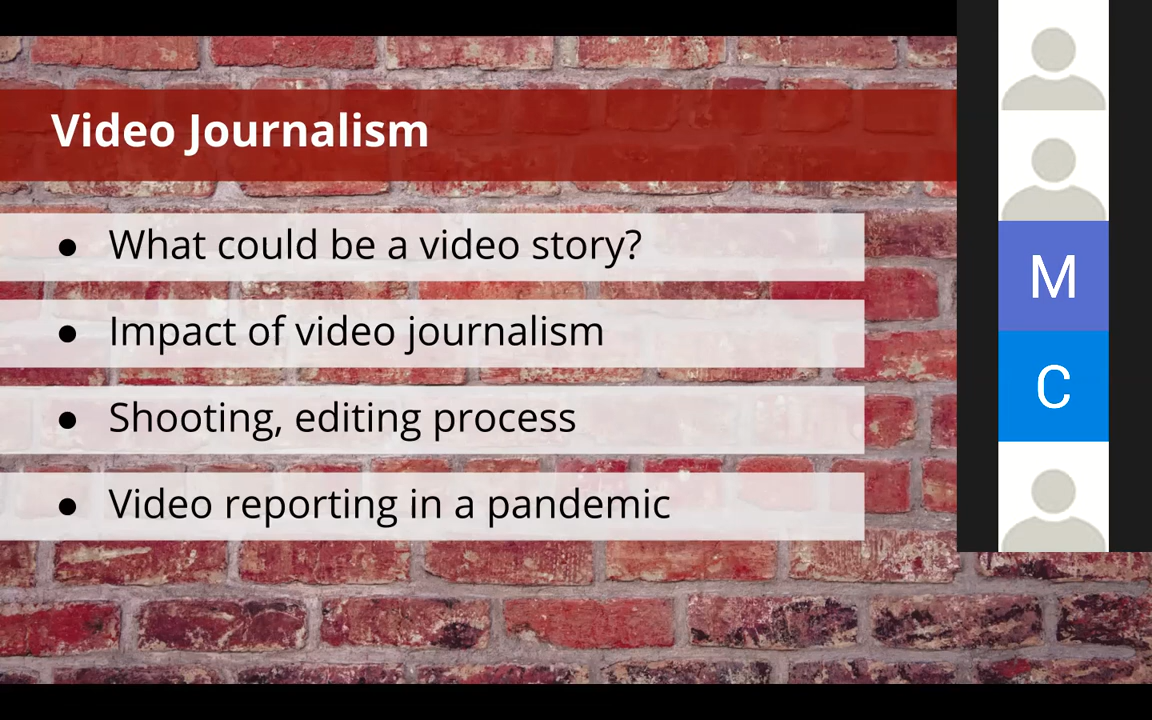 Video Journalism
● What could be a video story?
● Impact of video journalism
● Shooting, editing process
● Video reporting in a pandemic
M
C